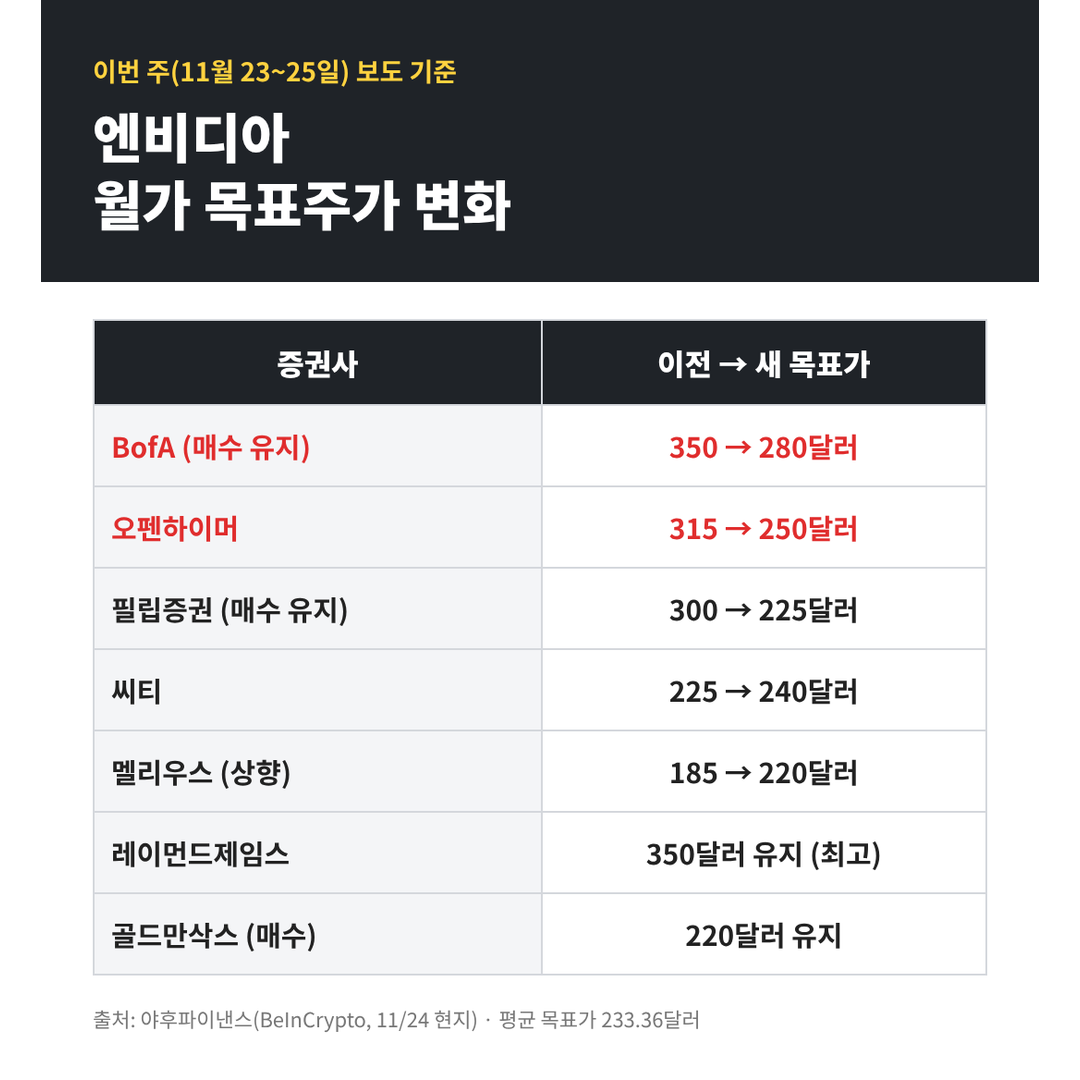 이번 주(11월 23~25일) 보도 기준
엔비디아
월가 목표주가 변화
증권사 이전 → 새 목표가
BofA (매수 유지) 350 → 280달러
오펜하이머 315 → 250달러
필립증권 (매수 유지) 300 → 225달러
씨티 225 → 240달러
멜리우스 (상향) 185 → 220달러
레이먼드제임스 350달러 유지 (최고)
골드만삭스 (매수) 220달러 유지
출처: 야후파이낸스(BeInCrypto, 11/24 현지) · 평균 목표가 233.36달러